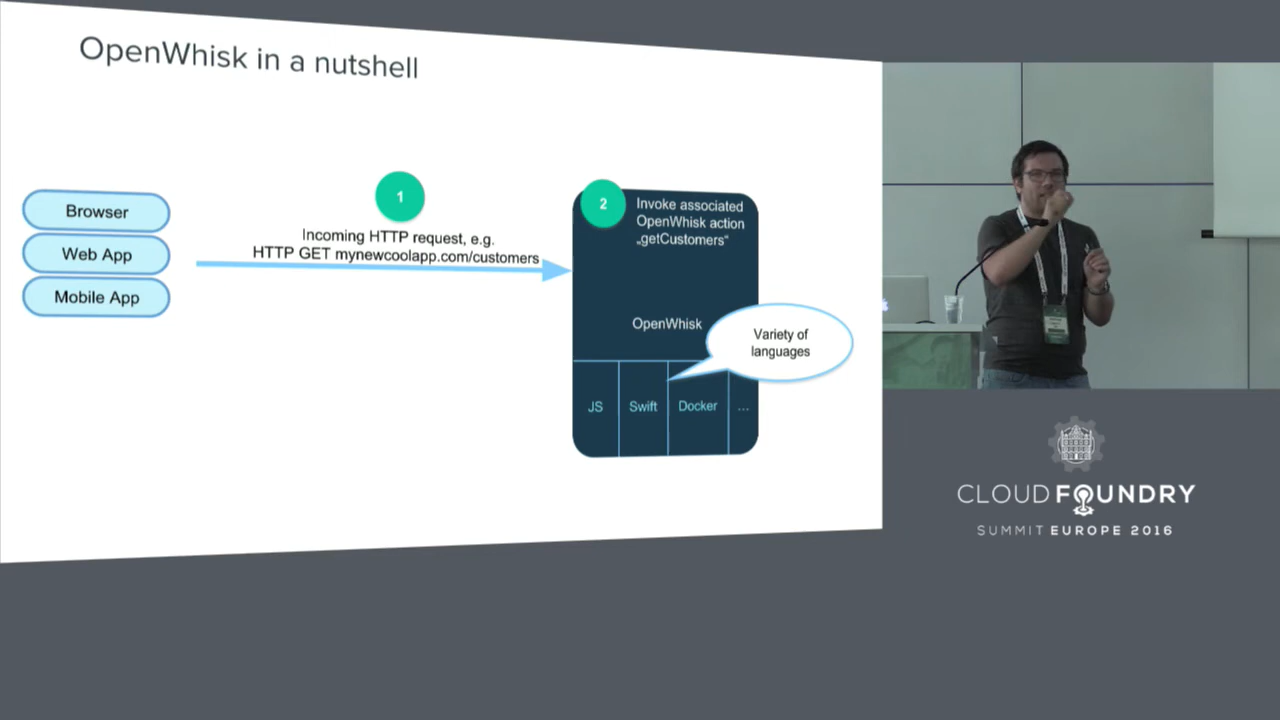 OpenWhisk in a nutshell
Browser
Web App
Mobile App
1
Incoming HTTP request, e.g.
HTTP GET mynewcoolapp.com/customers
2
Invoke associated
OpenWhisk action
„getCustomers“
OpenWhisk
Variety of
languages
JS
Swift
Docker
...
CLOUD FOUNDRY
SUMMIT EUROPE 2016